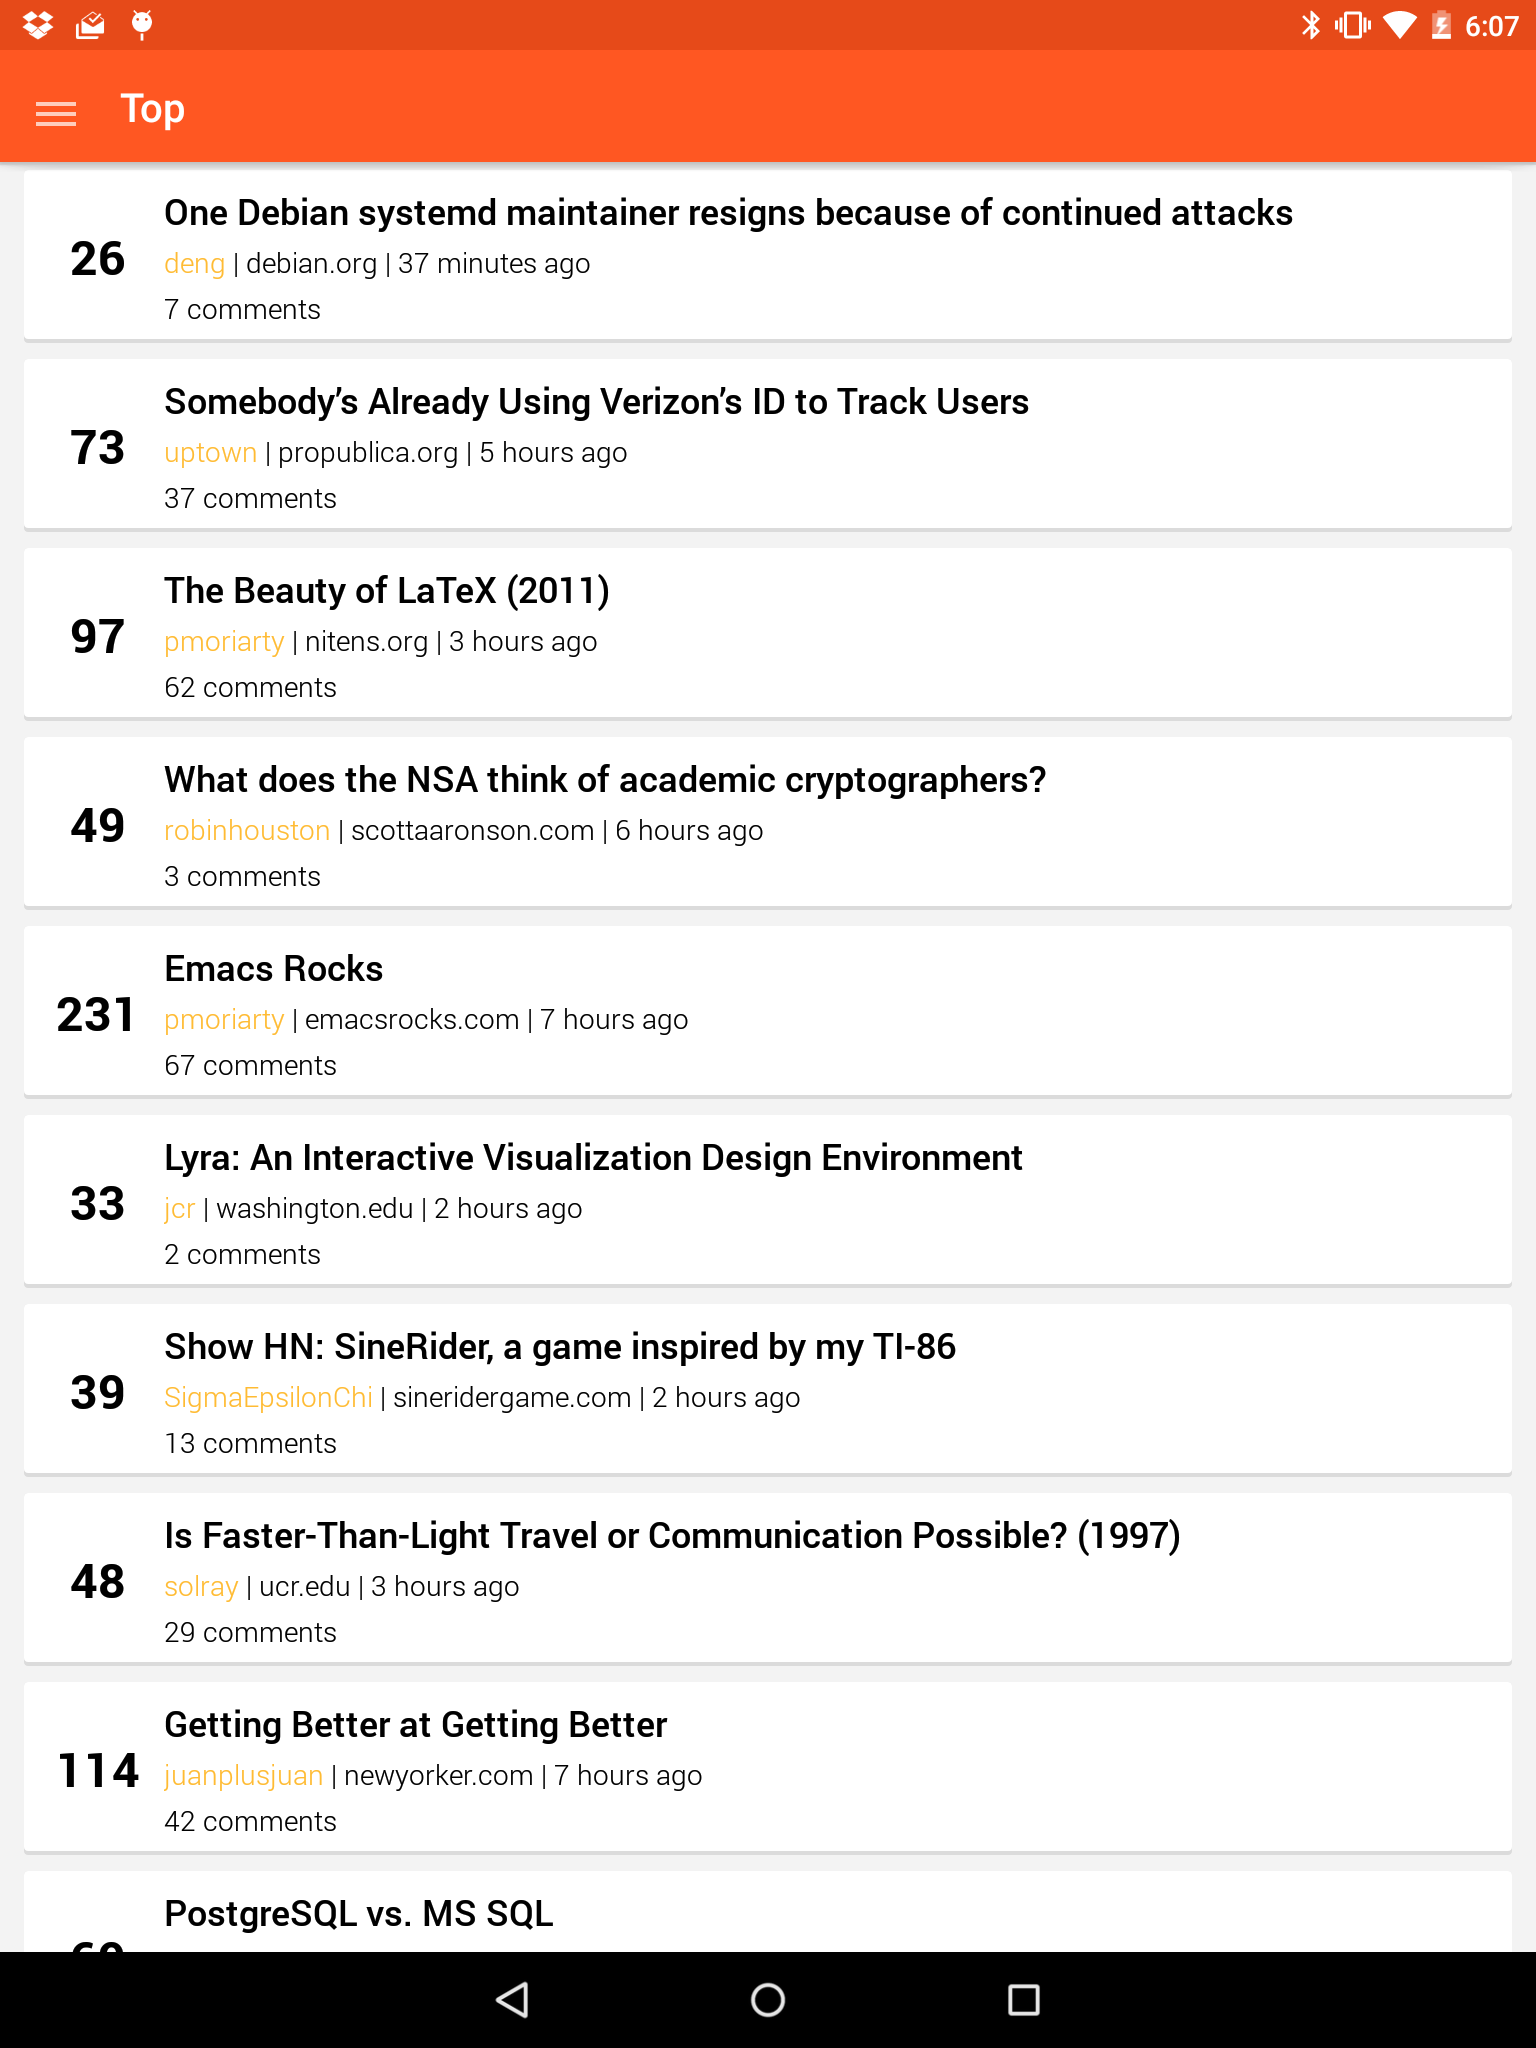 6:07
Top
One Debian systemd maintainer resigns because of continued attacks
26
deng | debian.org | 37 minutes ago
7 comments
Somebody’s Already Using Verizon’s ID to Track Users
73
uptown | propublica.org | 5 hours ago
37 comments
The Beauty of LaTeX (2011)
97
pmoriarty | nitens.org | 3 hours ago
62 comments
What does the NSA think of academic cryptographers?
49
robinhouston | scottaaronson.com | 6 hours ago
3 comments
Emacs Rocks
231
pmoriarty | emacsrocks.com | 7 hours ago
67 comments
Lyra: An Interactive Visualization Design Environment
33
jcr | washington.edu | 2 hours ago
2 comments
Show HN: SineRider, a game inspired by my TI-86
39
SigmaEpsilonChi | sineridergame.com | 2 hours ago
13 comments
Is Faster-Than-Light Travel or Communication Possible? (1997)
48
solray | ucr.edu | 3 hours ago
29 comments
Getting Better at Getting Better
114
juanplusjuan | newyorker.com | 7 hours ago
42 comments
PostgreSQL vs. MS SQL